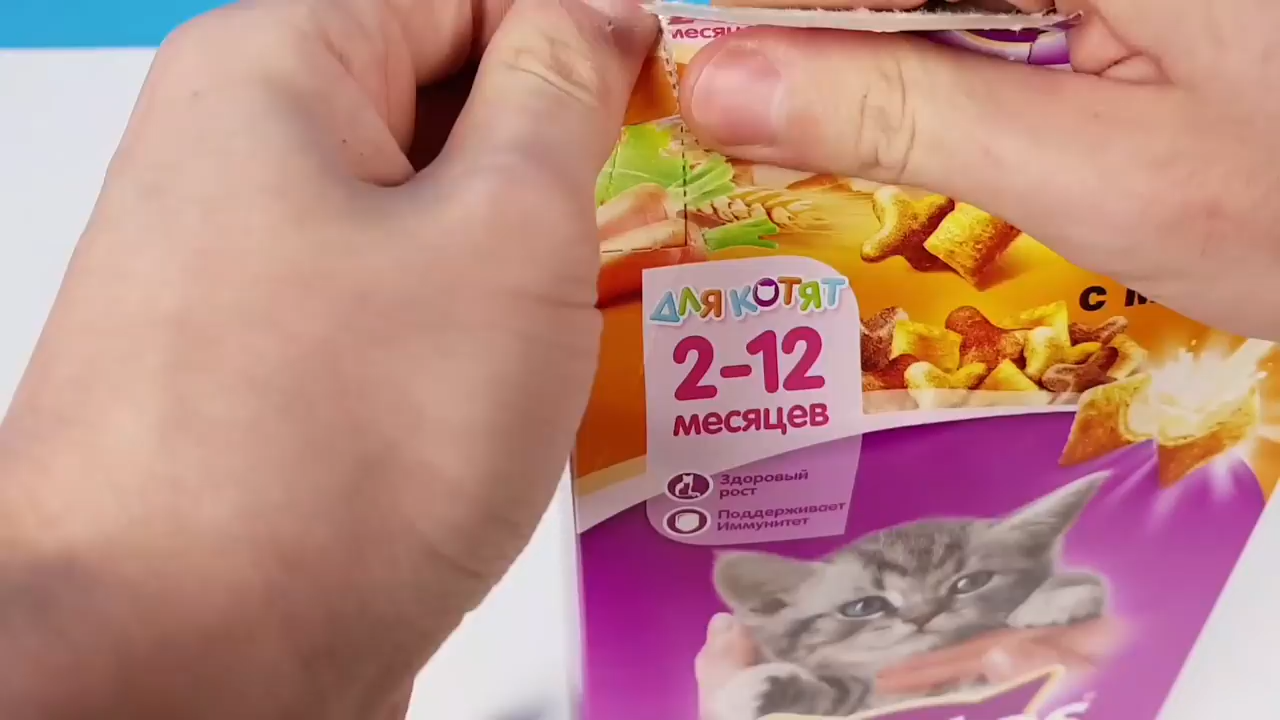 для котят
2-12
месяцев
Здоровый
рост
Поддерживает
Иммунитет
с